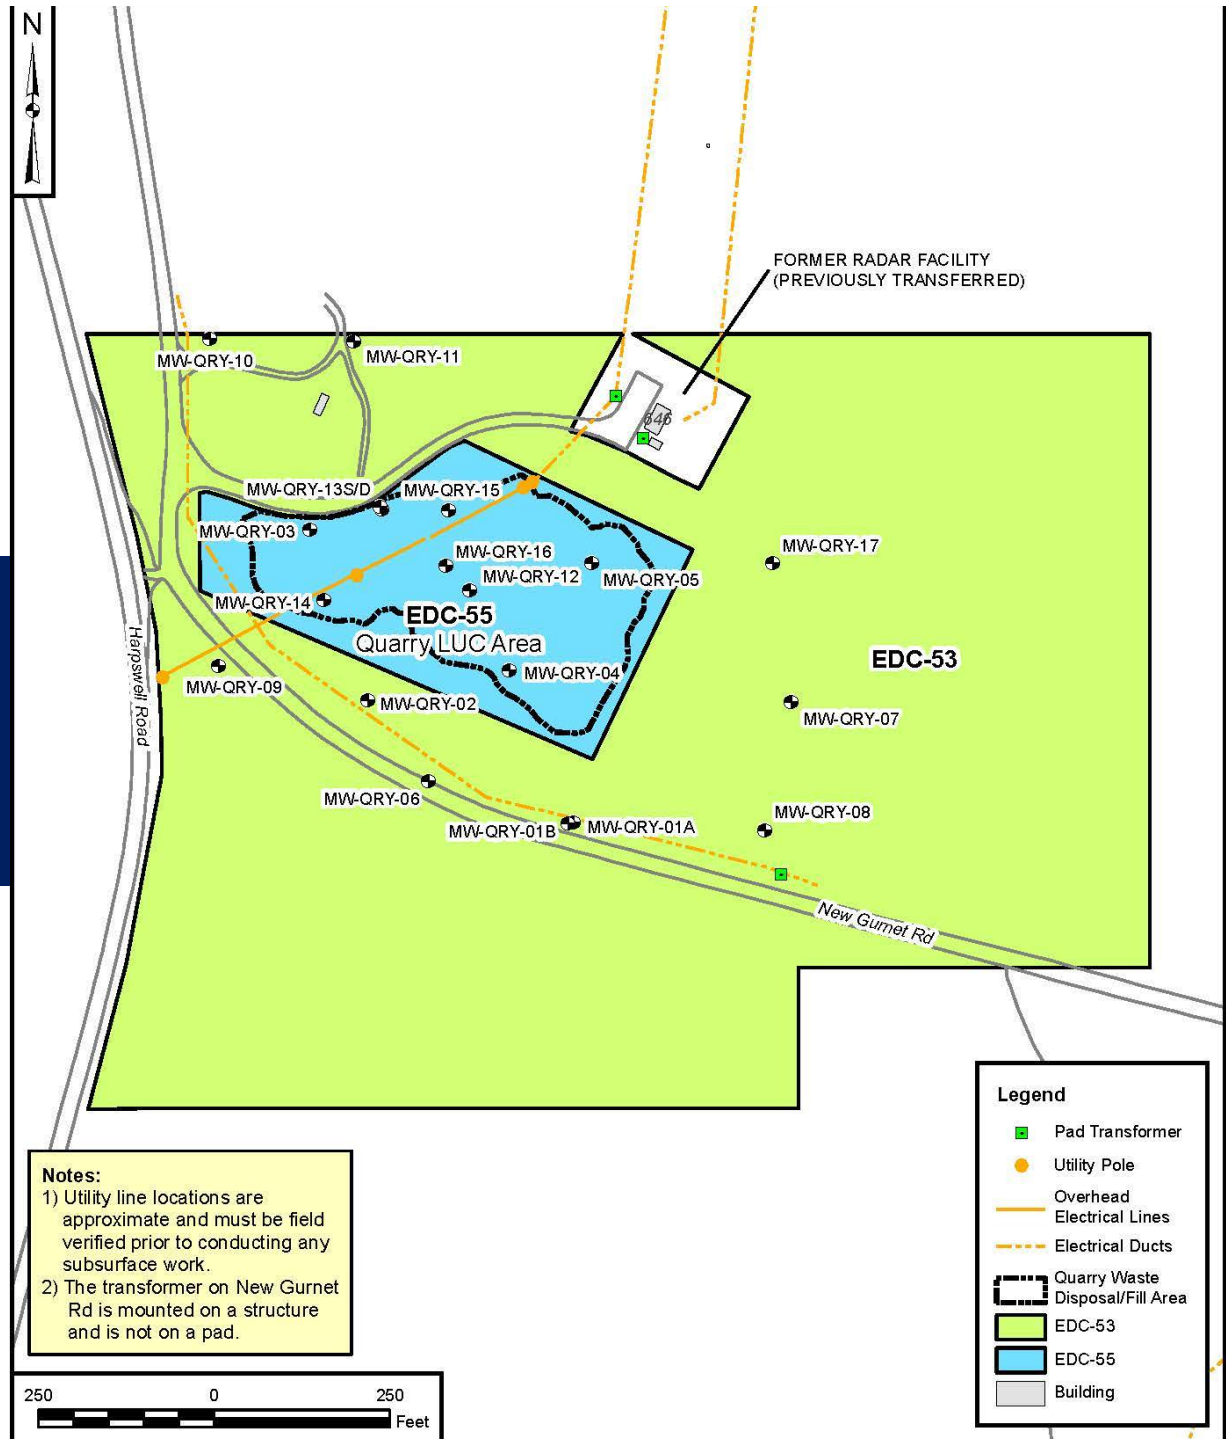 N
FORMER RADAR FACILITY
(PREVIOUSLY TRANSFERRED)
MW-QRY-10
MW-QRY-11
646
MW-QRY-13S/D
MW-QRY-15
MW-QRY-03
MW-QRY-17
MW-QRY-16
MW-QRY-12
MW-QRY-05
MW-QRY-14
EDC-55
Quarry LUC Area
Harpswell Road
EDC-53
MW-QRY-04
MW-QRY-09
MW-QRY-02
MW-QRY-07
MW-QRY-06
MW-QRY-08
MW-QRY-01B
MW-QRY-01A
New Gurnet Rd
Legend
Pad Transformer
Utility Pole
Overhead
Electrical Lines
Electrical Ducts
Quarry Waste
Disposal/Fill Area
EDC-53
EDC-55
Building
Notes:
1) Utility line locations are
approximate and must be field
verified prior to conducting any
subsurface work.
2) The transformer on New Gurnet
Rd is mounted on a structure
and is not on a pad.
250 0 250
Feet